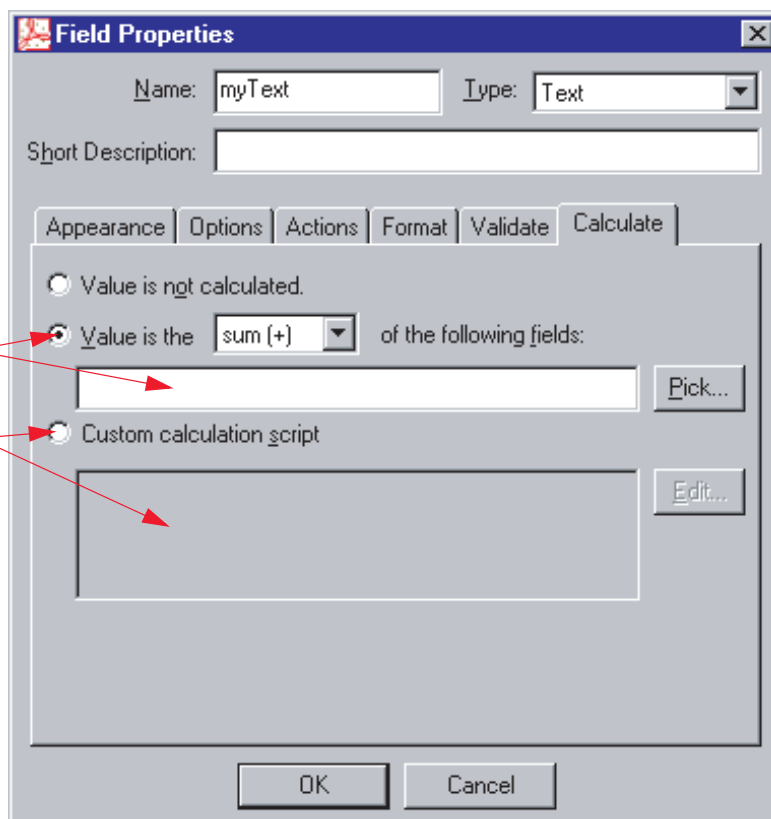 Field Properties
Name: myText Type: Text
Short Description:
Appearance Options Actions Format Validate Calculate
Value is not calculated.
Value is the sum (+) of the following fields:
Pick...
Custom calculation script
Edit...
OK Cancel